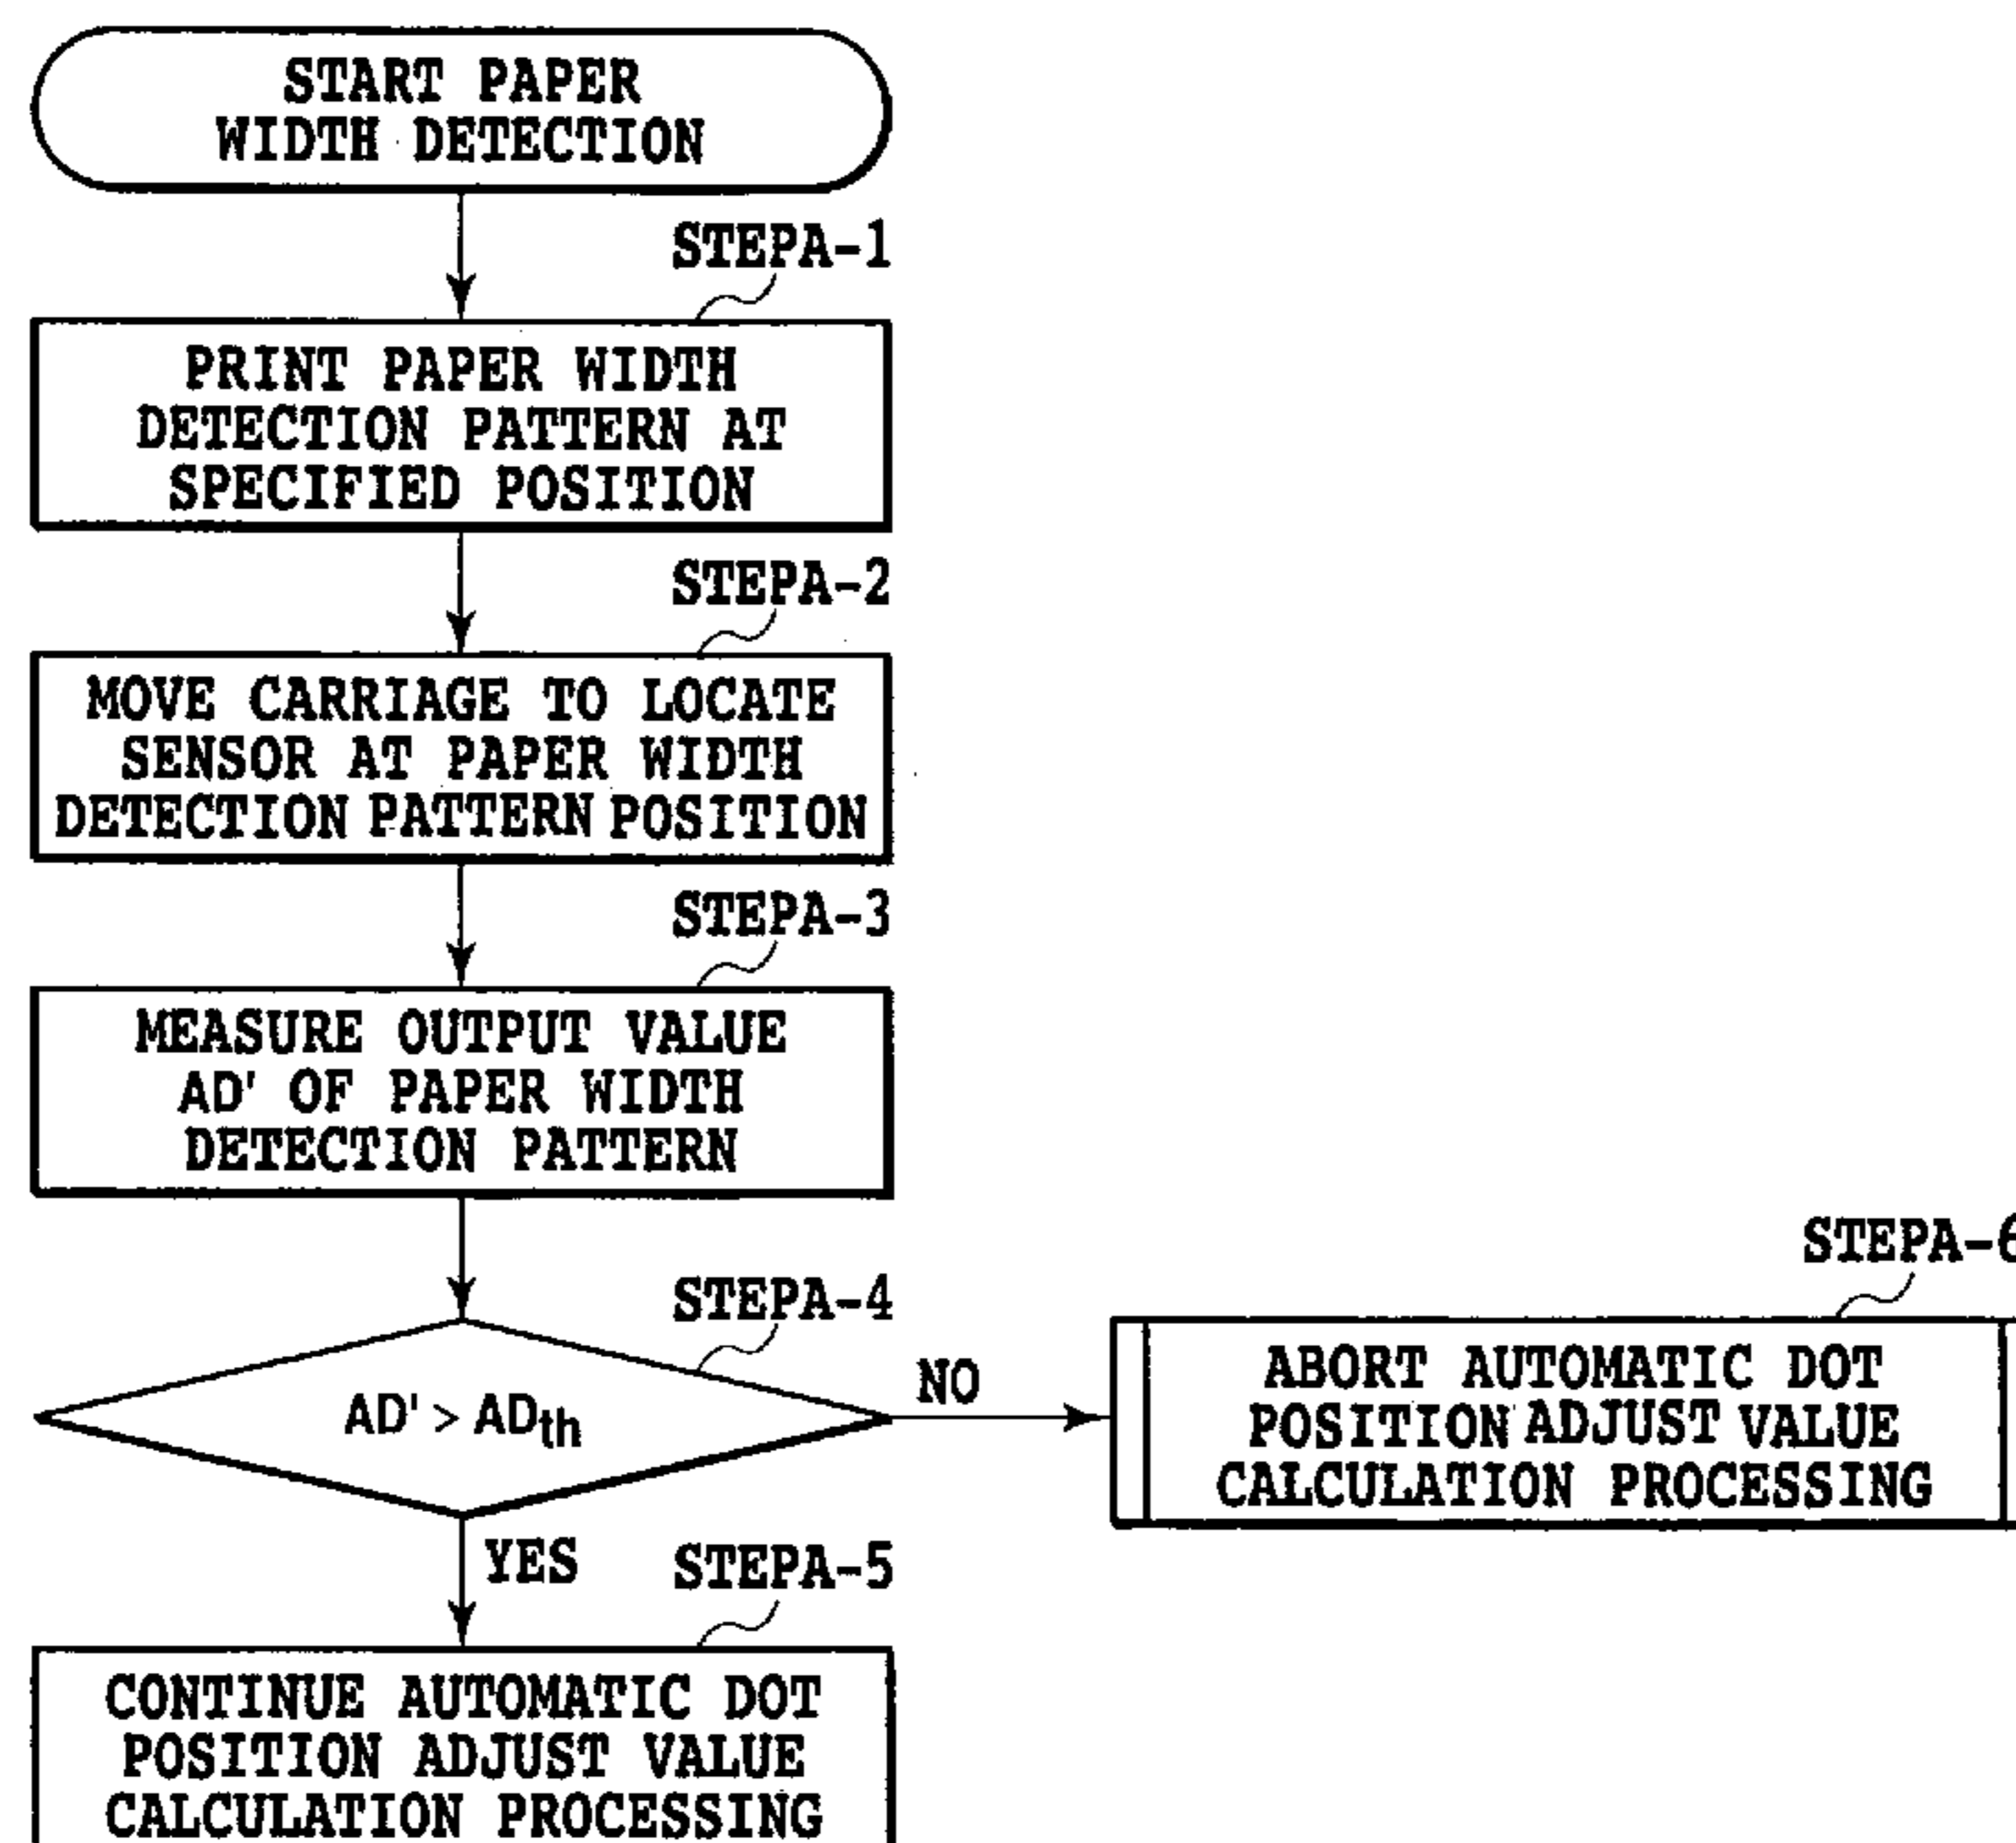 START PAPER
WIDTH DETECTION
STEPA-1
PRINT PAPER WIDTH
DETECTION PATTERN AT
SPECIFIED POSITION
STEPA-2
MOVE CARRIAGE TO LOCATE
SENSOR AT PAPER WIDTH
DETECTION PATTERN POSITION
STEPA-3
MEASURE OUTPUT VALUE
AD' OF PAPER WIDTH
DETECTION PATTERN
STEPA-4
AD' > ADth
NO
STEPA-6
ABORT AUTOMATIC DOT
POSITION ADJUST VALUE
CALCULATION PROCESSING
YES
STEPA-5
CONTINUE AUTOMATIC DOT
POSITION ADJUST VALUE
CALCULATION PROCESSING